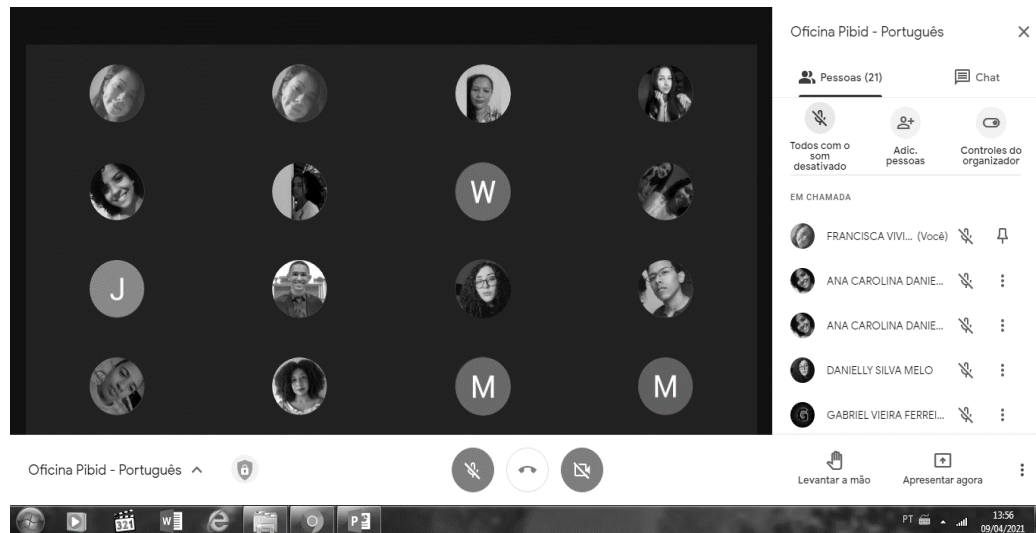 W
J
M
M
Oficina Pibid - Português
Pessoas (21)
Chat
Todos com o
som
desativado
Adic.
pessoas
Controles do
organizador
EM CHAMADA
FRANCISCA VIVI... (Você)
ANA CAROLINA DANIE...
ANA CAROLINA DANIE...
DANIELLY SILVA MELO
G
GABRIEL VIEIRA FERREI...
Oficina Pibid - Português
Levantar a mão
Apresentar agora
321
W
P
PT
13:56
09/04/2021